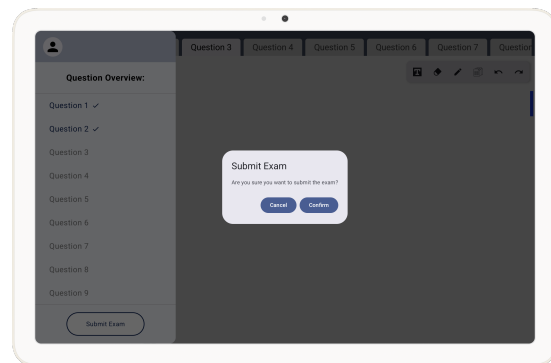 Question 3
Question 4
Question 5
Question 6
Question 7
Question
Question Overview:
Question 1
Question 2
Question 3
Question 4
Question 5
Question 6
Question 7
Question 8
Question 9
Submit Exam
Submit Exam
Are you sure you want to submit the exam?
Cancel
Confirm